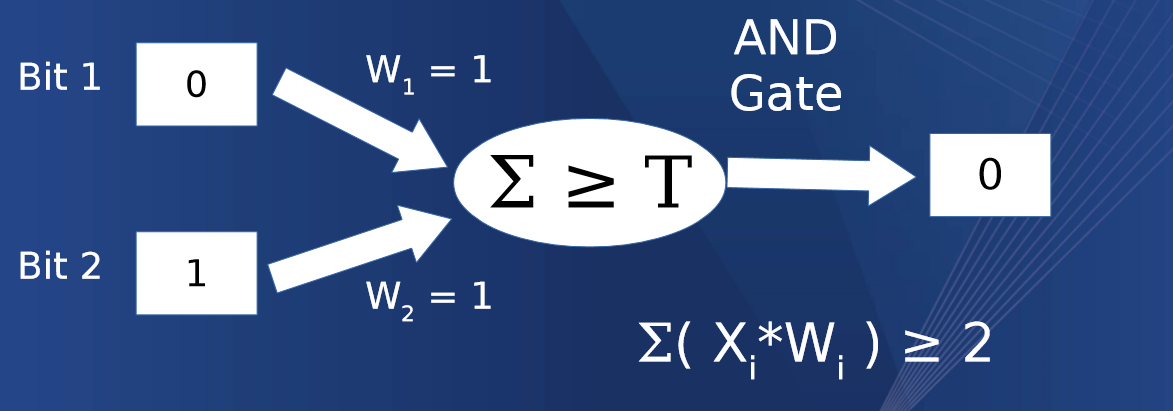 AND
Gate
Bit 1
0
W1 = 1
Σ ≥ T
0
Bit 2
1
W2 = 1
Σ( Xi*Wi ) ≥ 2